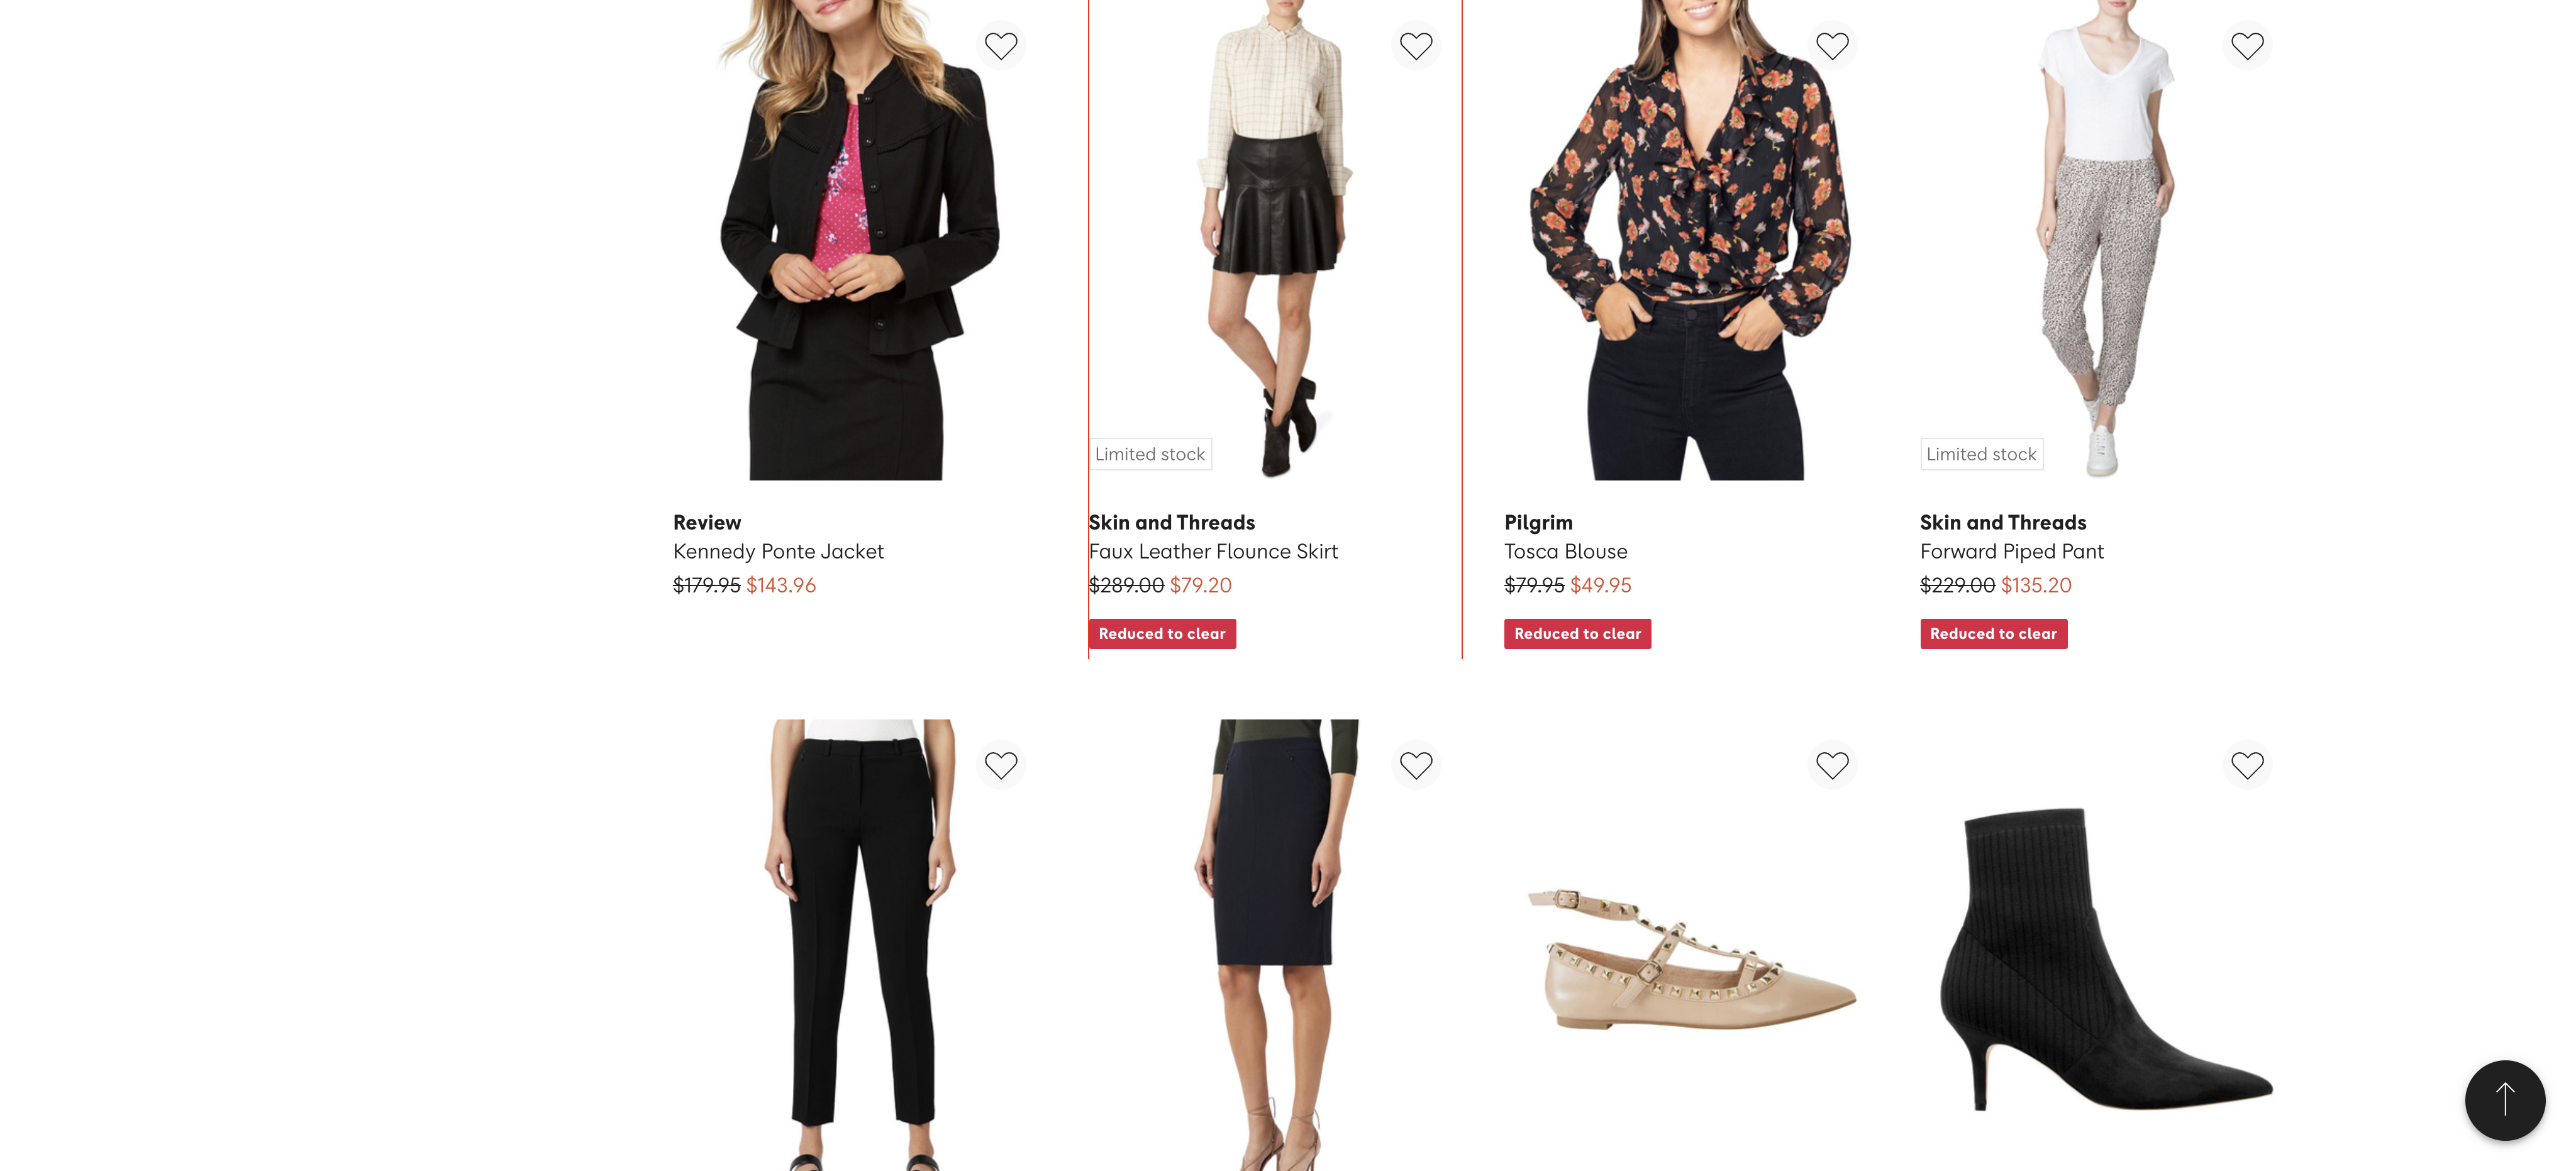 Limited stock
Limited stock
Review
Kennedy Ponte Jacket
$179.95 $143.96
Skin and Threads
Faux Leather Flounce Skirt
$289.00 $79.20
Reduced to clear
Pilgrim
Tosca Blouse
$79.95 $49.95
Reduced to clear
Skin and Threads
Forward Piped Pant
$229.00 $135.20
Reduced to clear